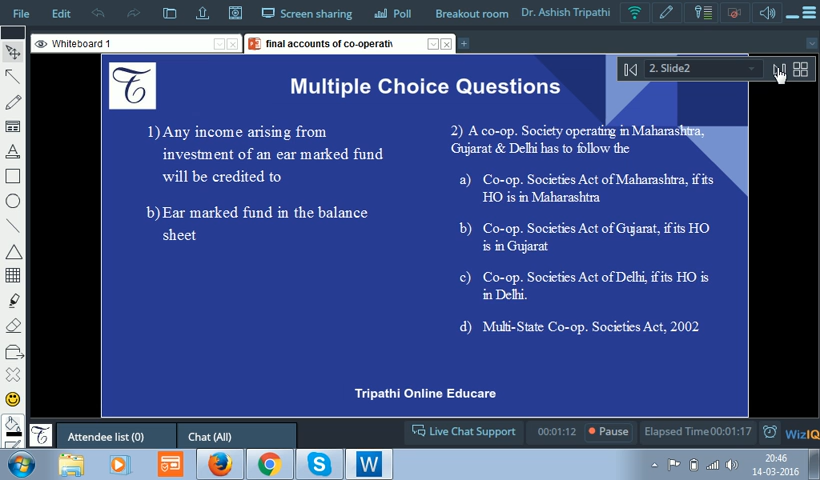 File Edit Screen sharing Poll Breakout room Dr. Ashish Tripathi
Whiteboard 1 final accounts of co-operativ
2. Slide2
Multiple Choice Questions
1) Any income arising from
investment of an ear marked fund
will be credited to
b) Ear marked fund in the balance
sheet
2) A co-op. Society operating in Maharashtra,
Gujarat & Delhi has to follow the
a) Co-op. Societies Act of Maharashtra, if its
HO is in Maharashtra
b) Co-op. Societies Act of Gujarat, if its HO
is in Gujarat
c) Co-op. Societies Act of Delhi, if its HO is
in Delhi.
d) Multi-State Co-op. Societies Act, 2002
Tripathi Online Educare
Attendee list (0) Chat (All) Live Chat Support 00:01:12 Pause Elapsed Time 00:01:17 WizIQ
20:46
14-03-2016